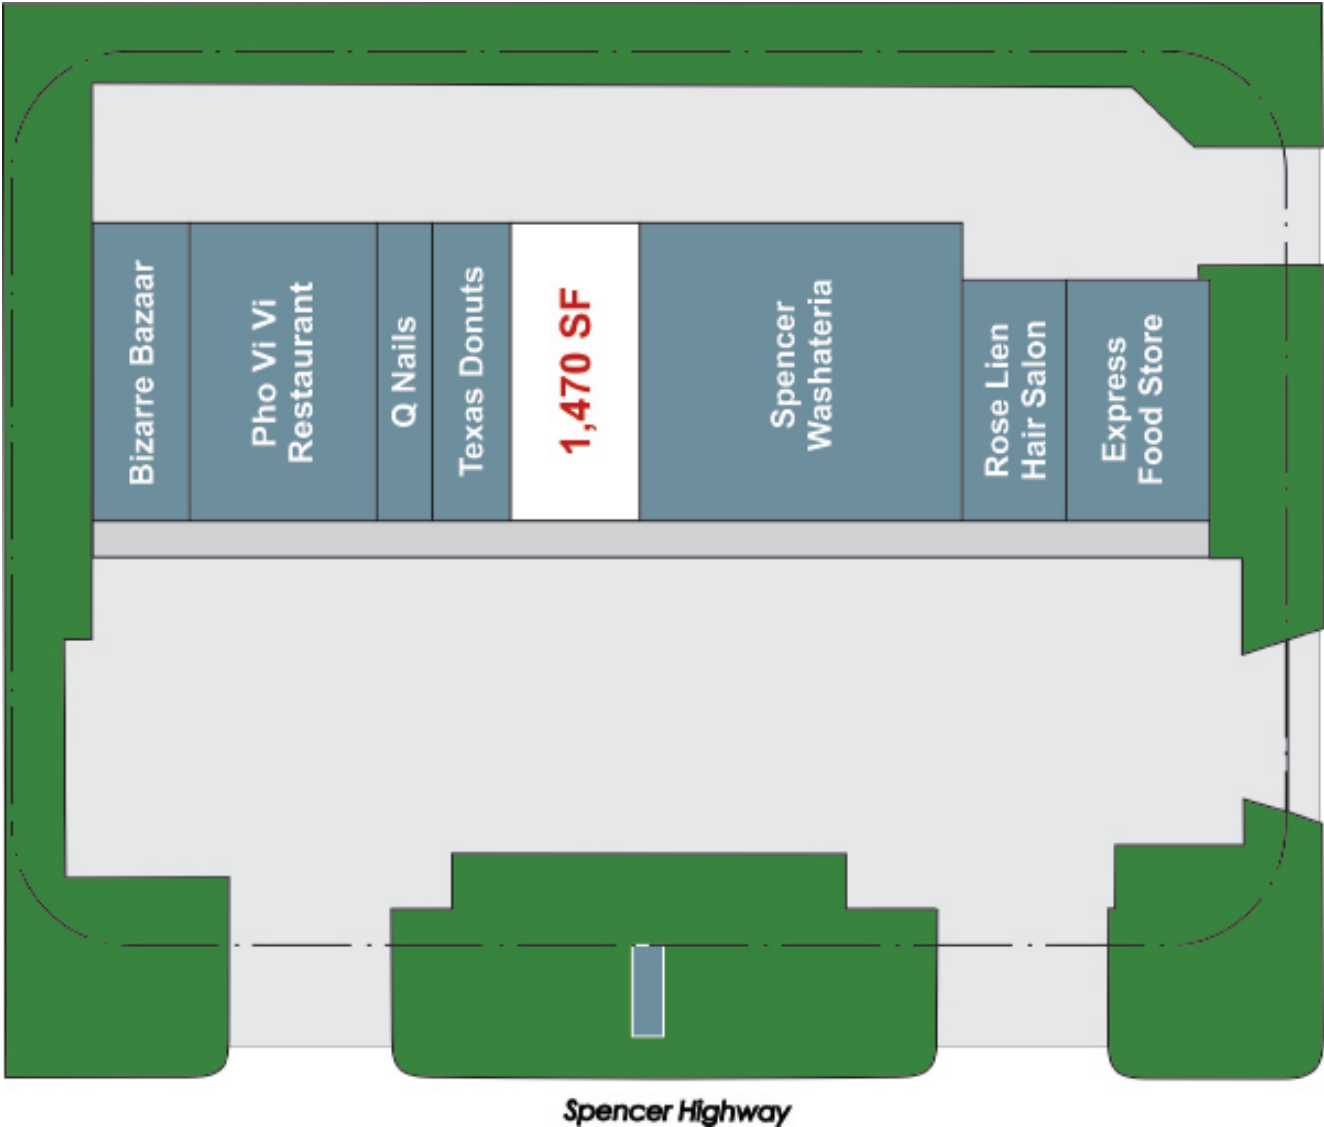 Bizarre Bazaar
Pho Vi Vi
Restaurant
Q Nails
Texas Donuts
1,470 SF
Spencer
Washateria
Rose Lien
Hair Salon
Express
Food Store
Spencer Highway